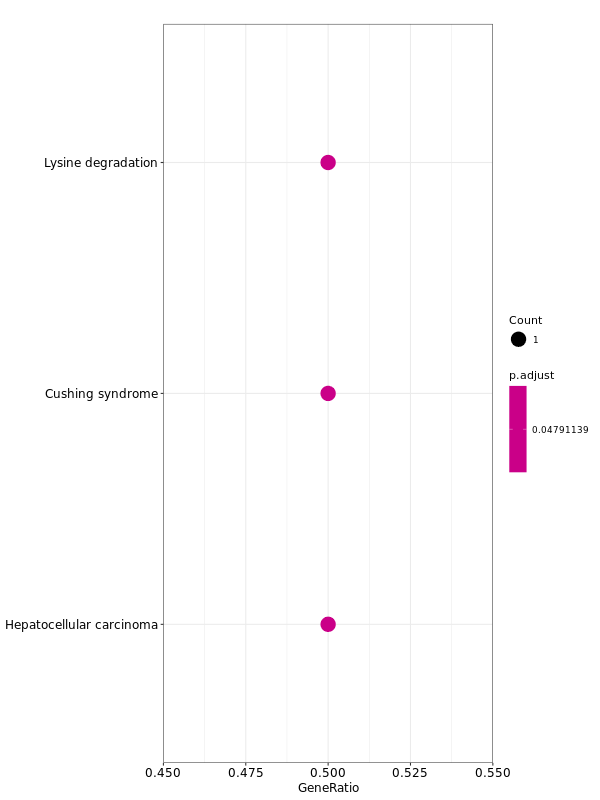 Lysine degradation
Cushing syndrome
Hepatocellular carcinoma
0.450 0.475 0.500 0.525 0.550
GeneRatio
Count
1
p.adjust
0.04791139